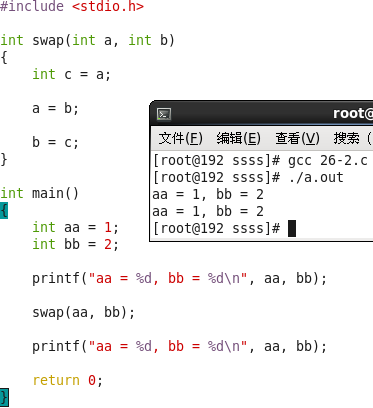 #include <stdio.h>
int swap(int a, int b)
{
int c = a;
a = b;
b = c;
}
int main()
{
int aa = 1;
int bb = 2;
printf("aa = %d, bb = %d\n", aa, bb);
swap(aa, bb);
printf("aa = %d, bb = %d\n", aa, bb);
return 0;
}
root@
文件(F) 编辑(E) 查看(V) 搜索 (
[root@192 ssss]# gcc 26-2.c
[root@192 ssss]# ./a.out
aa = 1, bb = 2
aa = 1, bb = 2
[root@192 ssss]#